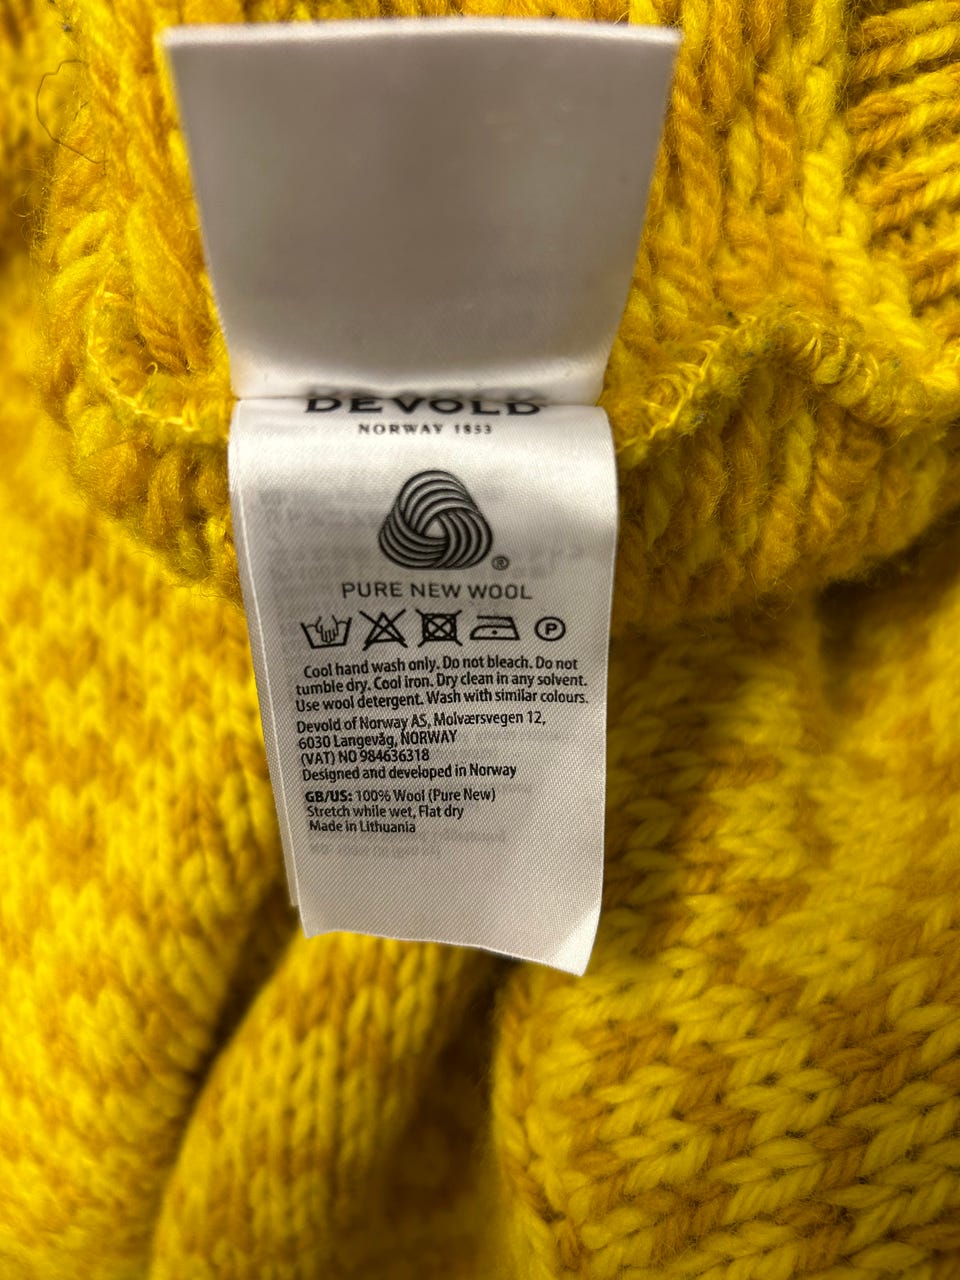 DEVOLD
NORWAY 1853
®
PURE NEW WOOL
P
Cool hand wash only. Do not bleach. Do not
tumble dry. Cool iron. Dry clean in any solvent.
Use wool detergent. Wash with similar colours.
Devold of Norway AS, Molværsvegen 12,
6030 Langevåg, NORWAY
(VAT) NO 984636318
Designed and developed in Norway
GB/US: 100% Wool (Pure New)
Stretch while wet, Flat dry
Made in Lithuania